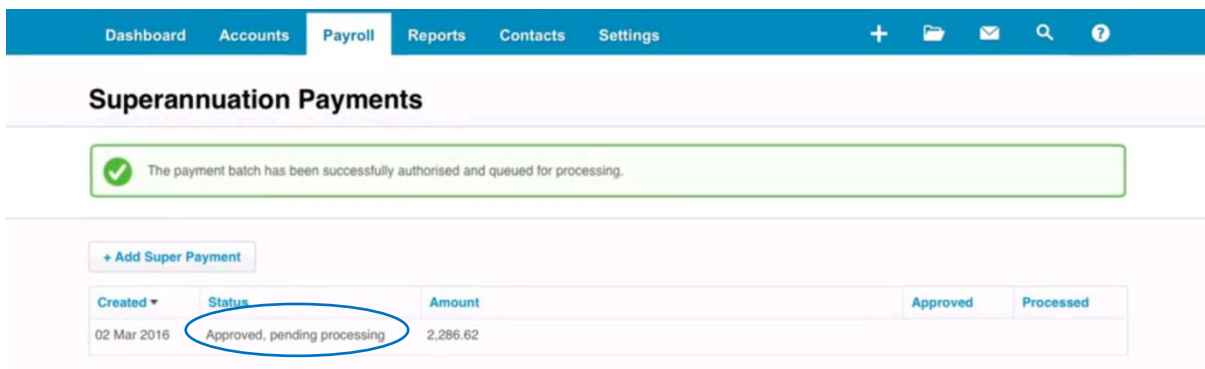 Dashboard Accounts Payroll Reports Contacts Settings
Superannuation Payments
The payment batch has been successfully authorised and queued for processing.
+ Add Super Payment
Created Status Amount Approved Processed
02 Mar 2016 Approved, pending processing 2,286.62